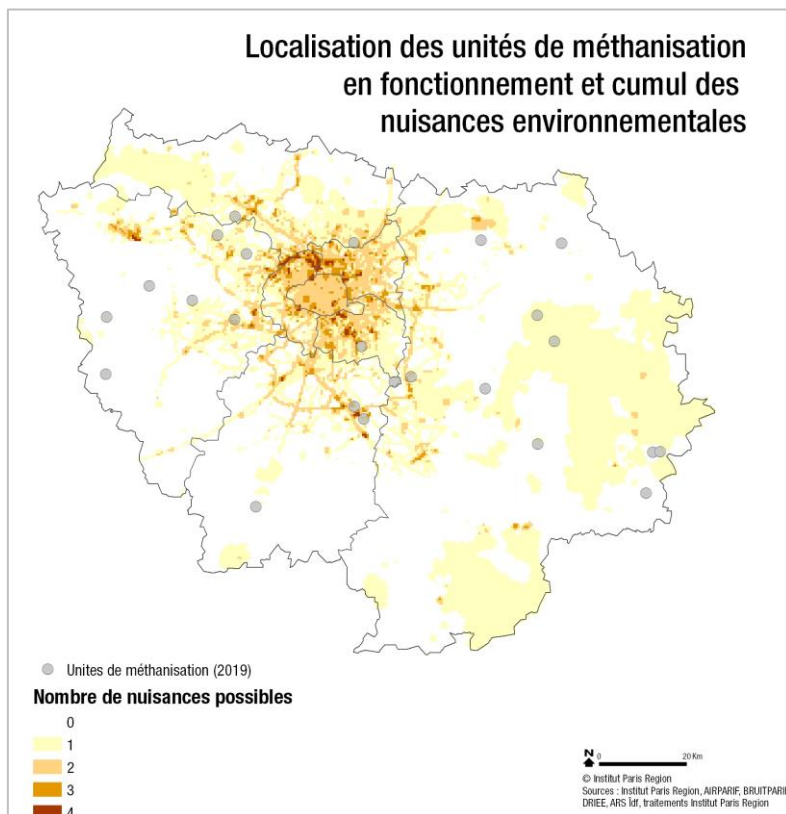 Localisation des unités de méthanisation
en fonctionnement et cumul des
nuisances environnementales
Unites de méthanisation (2019)
Nombre de nuisances possibles
0
1
2
3
4
N 0 20 Km
© Institut Paris Region
Sources : Institut Paris Region, AIRPARIF, BRUITPARIF
DRIEE, ARS Îdf, traitements Institut Paris Region